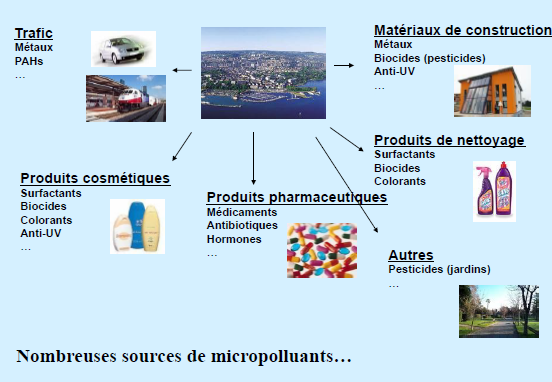 Trafic
Métaux
PAHs
…
Matériaux de construction
Métaux
Biocides (pesticides)
Anti-UV
…
Produits de nettoyage
Surfactants
Biocides
Colorants
Produits cosmétiques
Surfactants
Biocides
Colorants
Anti-UV
…
Produits pharmaceutiques
Médicaments
Antibiotiques
Hormones
…
Autres
Pesticides (jardins)
…
Nombreuses sources de micropolluants…